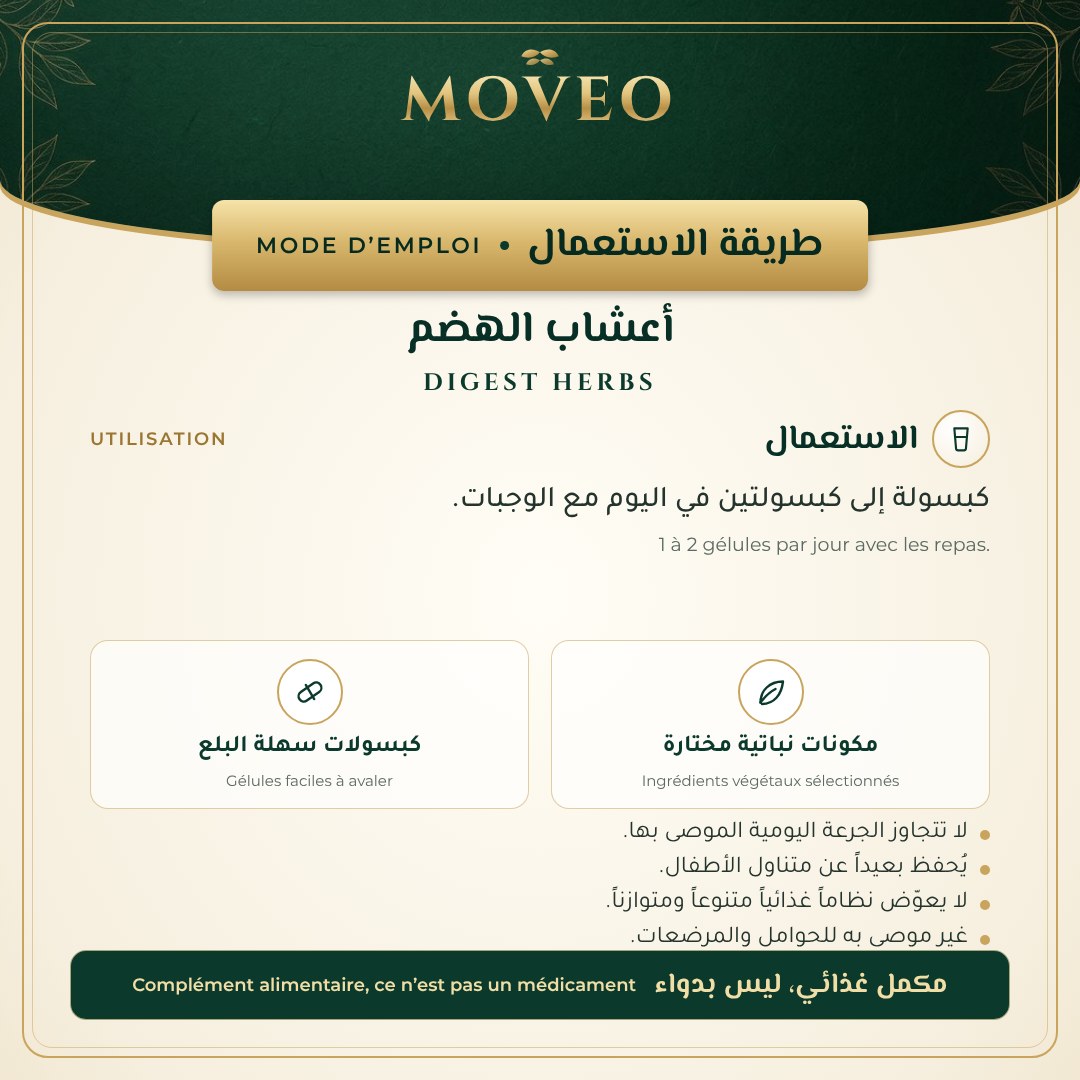 MOVEO
طريقة الاستعمال • MODE D’EMPLOI
أعشاب الهضم
DIGEST HERBS
الاستعمال
UTILISATION
كبسولة إلى كبسولتين في اليوم مع الوجبات.
1 à 2 gélules par jour avec les repas.
مكونات نباتية مختارة
Ingrédients végétaux sélectionnés
كبسولات سهلة البلع
Gélules faciles à avaler
لا تتجاوز الجرعة اليومية الموصى بها.
يُحفظ بعيداً عن متناول الأطفال.
لا يعوّض نظاماً غذائياً متنوعاً ومتوازناً.
غير موصى به للحوامل والمرضعات.
مكمل غذائي، ليس بدواء Complément alimentaire, ce n’est pas un médicament